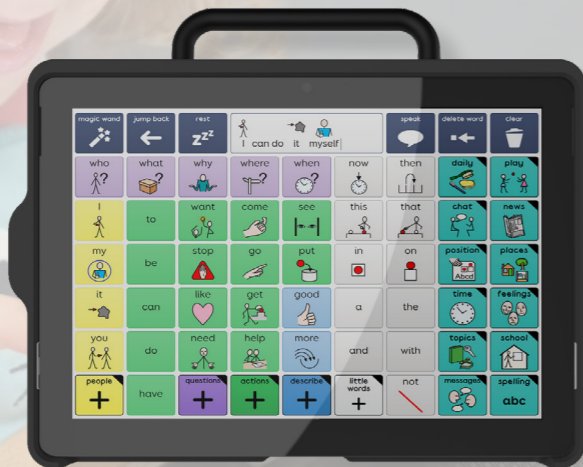 magic wand jump back rest speak delete word clear
I can do it myself
who what why where when now then daily play
I to want come see this that chat news
my be stop go put in on position places
Abcd
it can like get good a the time feelings
you do need help more and with topics school
people have questions actions describe little words not messages spelling
abc